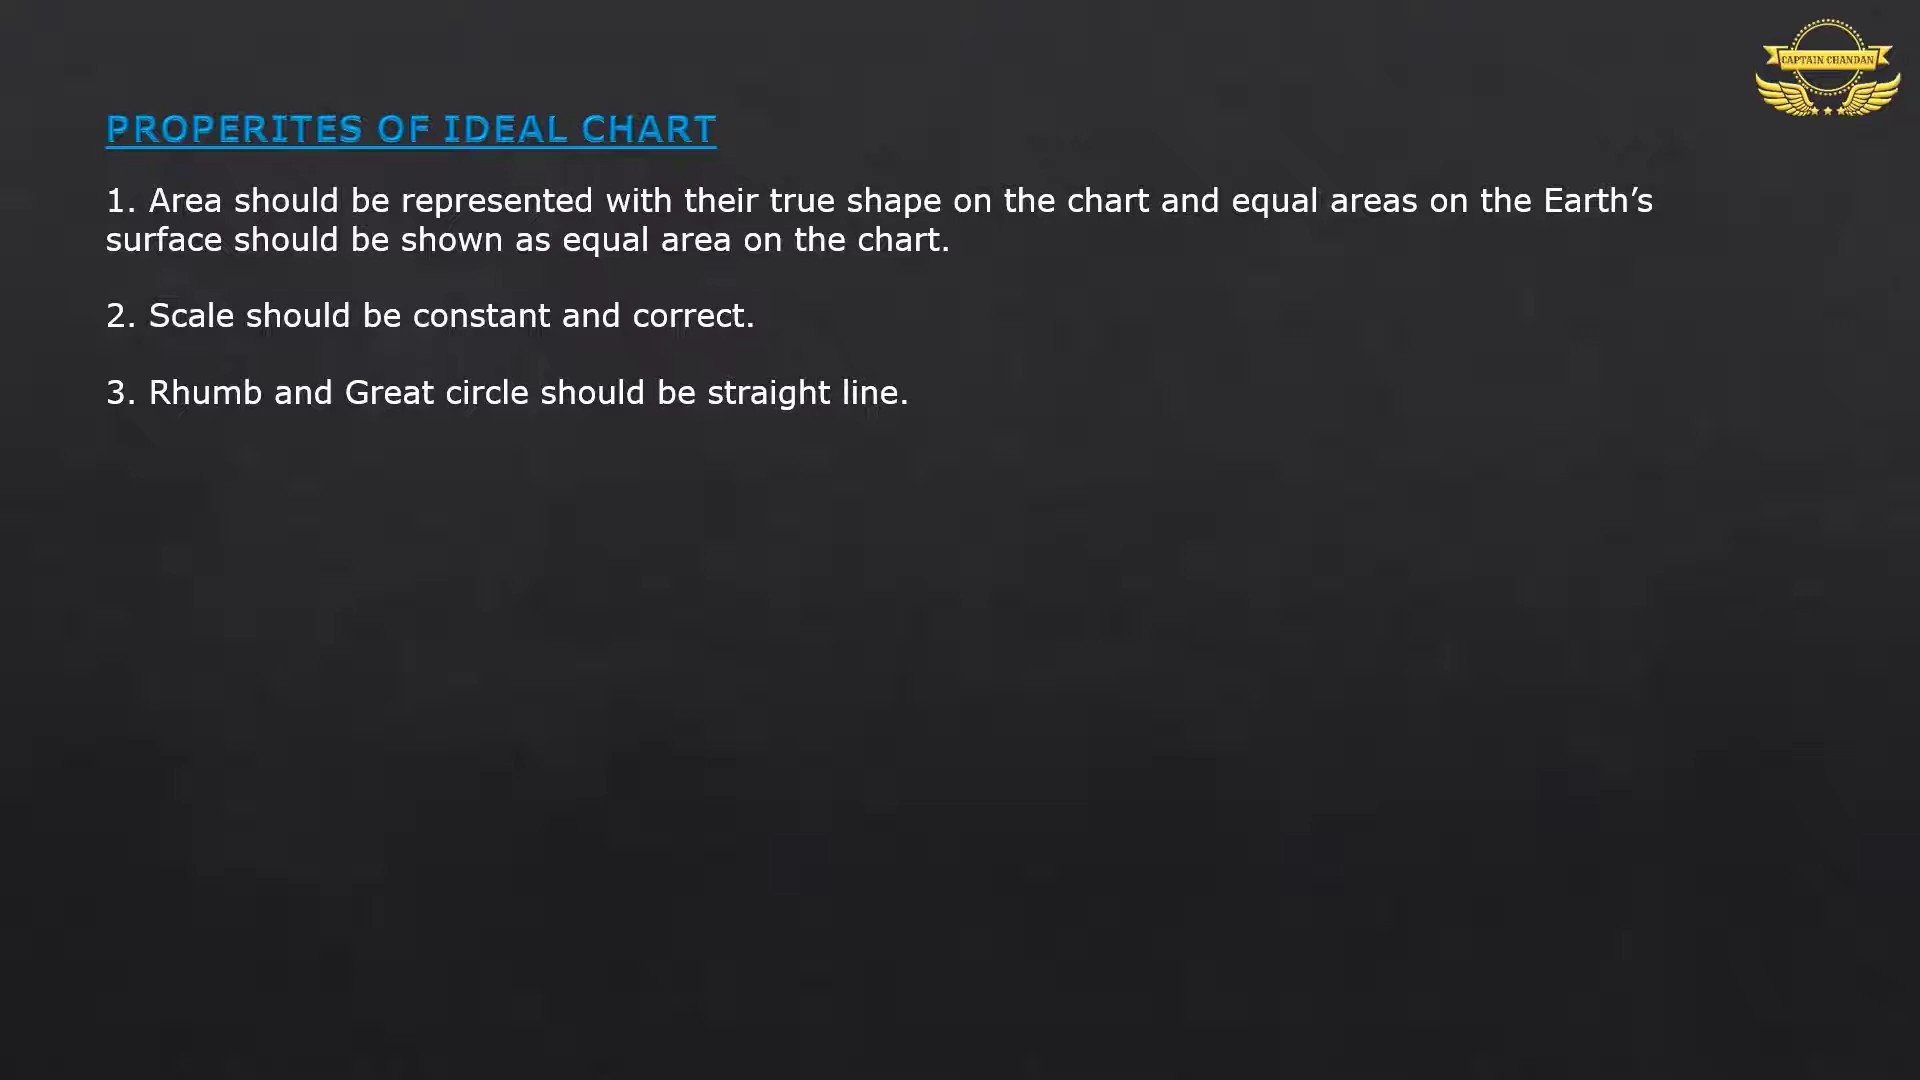 CAPTAIN CHANDAN
PROPERITES OF IDEAL CHART
1. Area should be represented with their true shape on the chart and equal areas on the Earth’s
surface should be shown as equal area on the chart.
2. Scale should be constant and correct.
3. Rhumb and Great circle should be straight line.